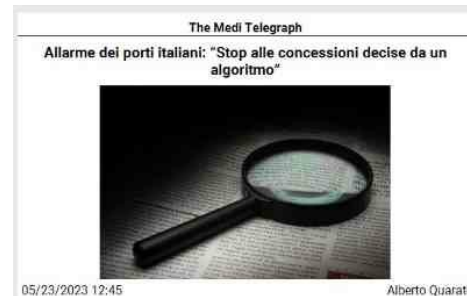 The Medi Telegraph
Allarme dei porti italiani: "Stop alle concessioni decise da un
algoritmo"
05/23/2023 12:45
Alberto Quarat